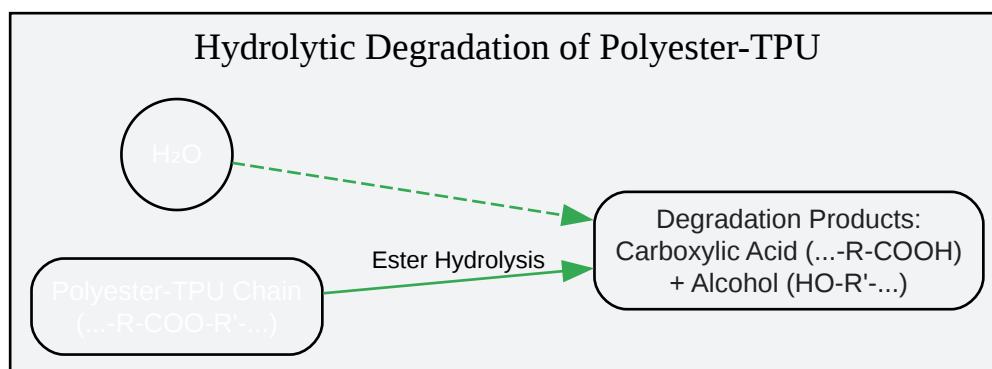 Hydrolytic Degradation of Polyester-TPU
H₂O
Degradation Products:
Carboxylic Acid (...-R-COOH)
+ Alcohol (HO-R'-...)
Ester Hydrolysis
Polyester-TPU Chain
(...-R-COO-R'-...)